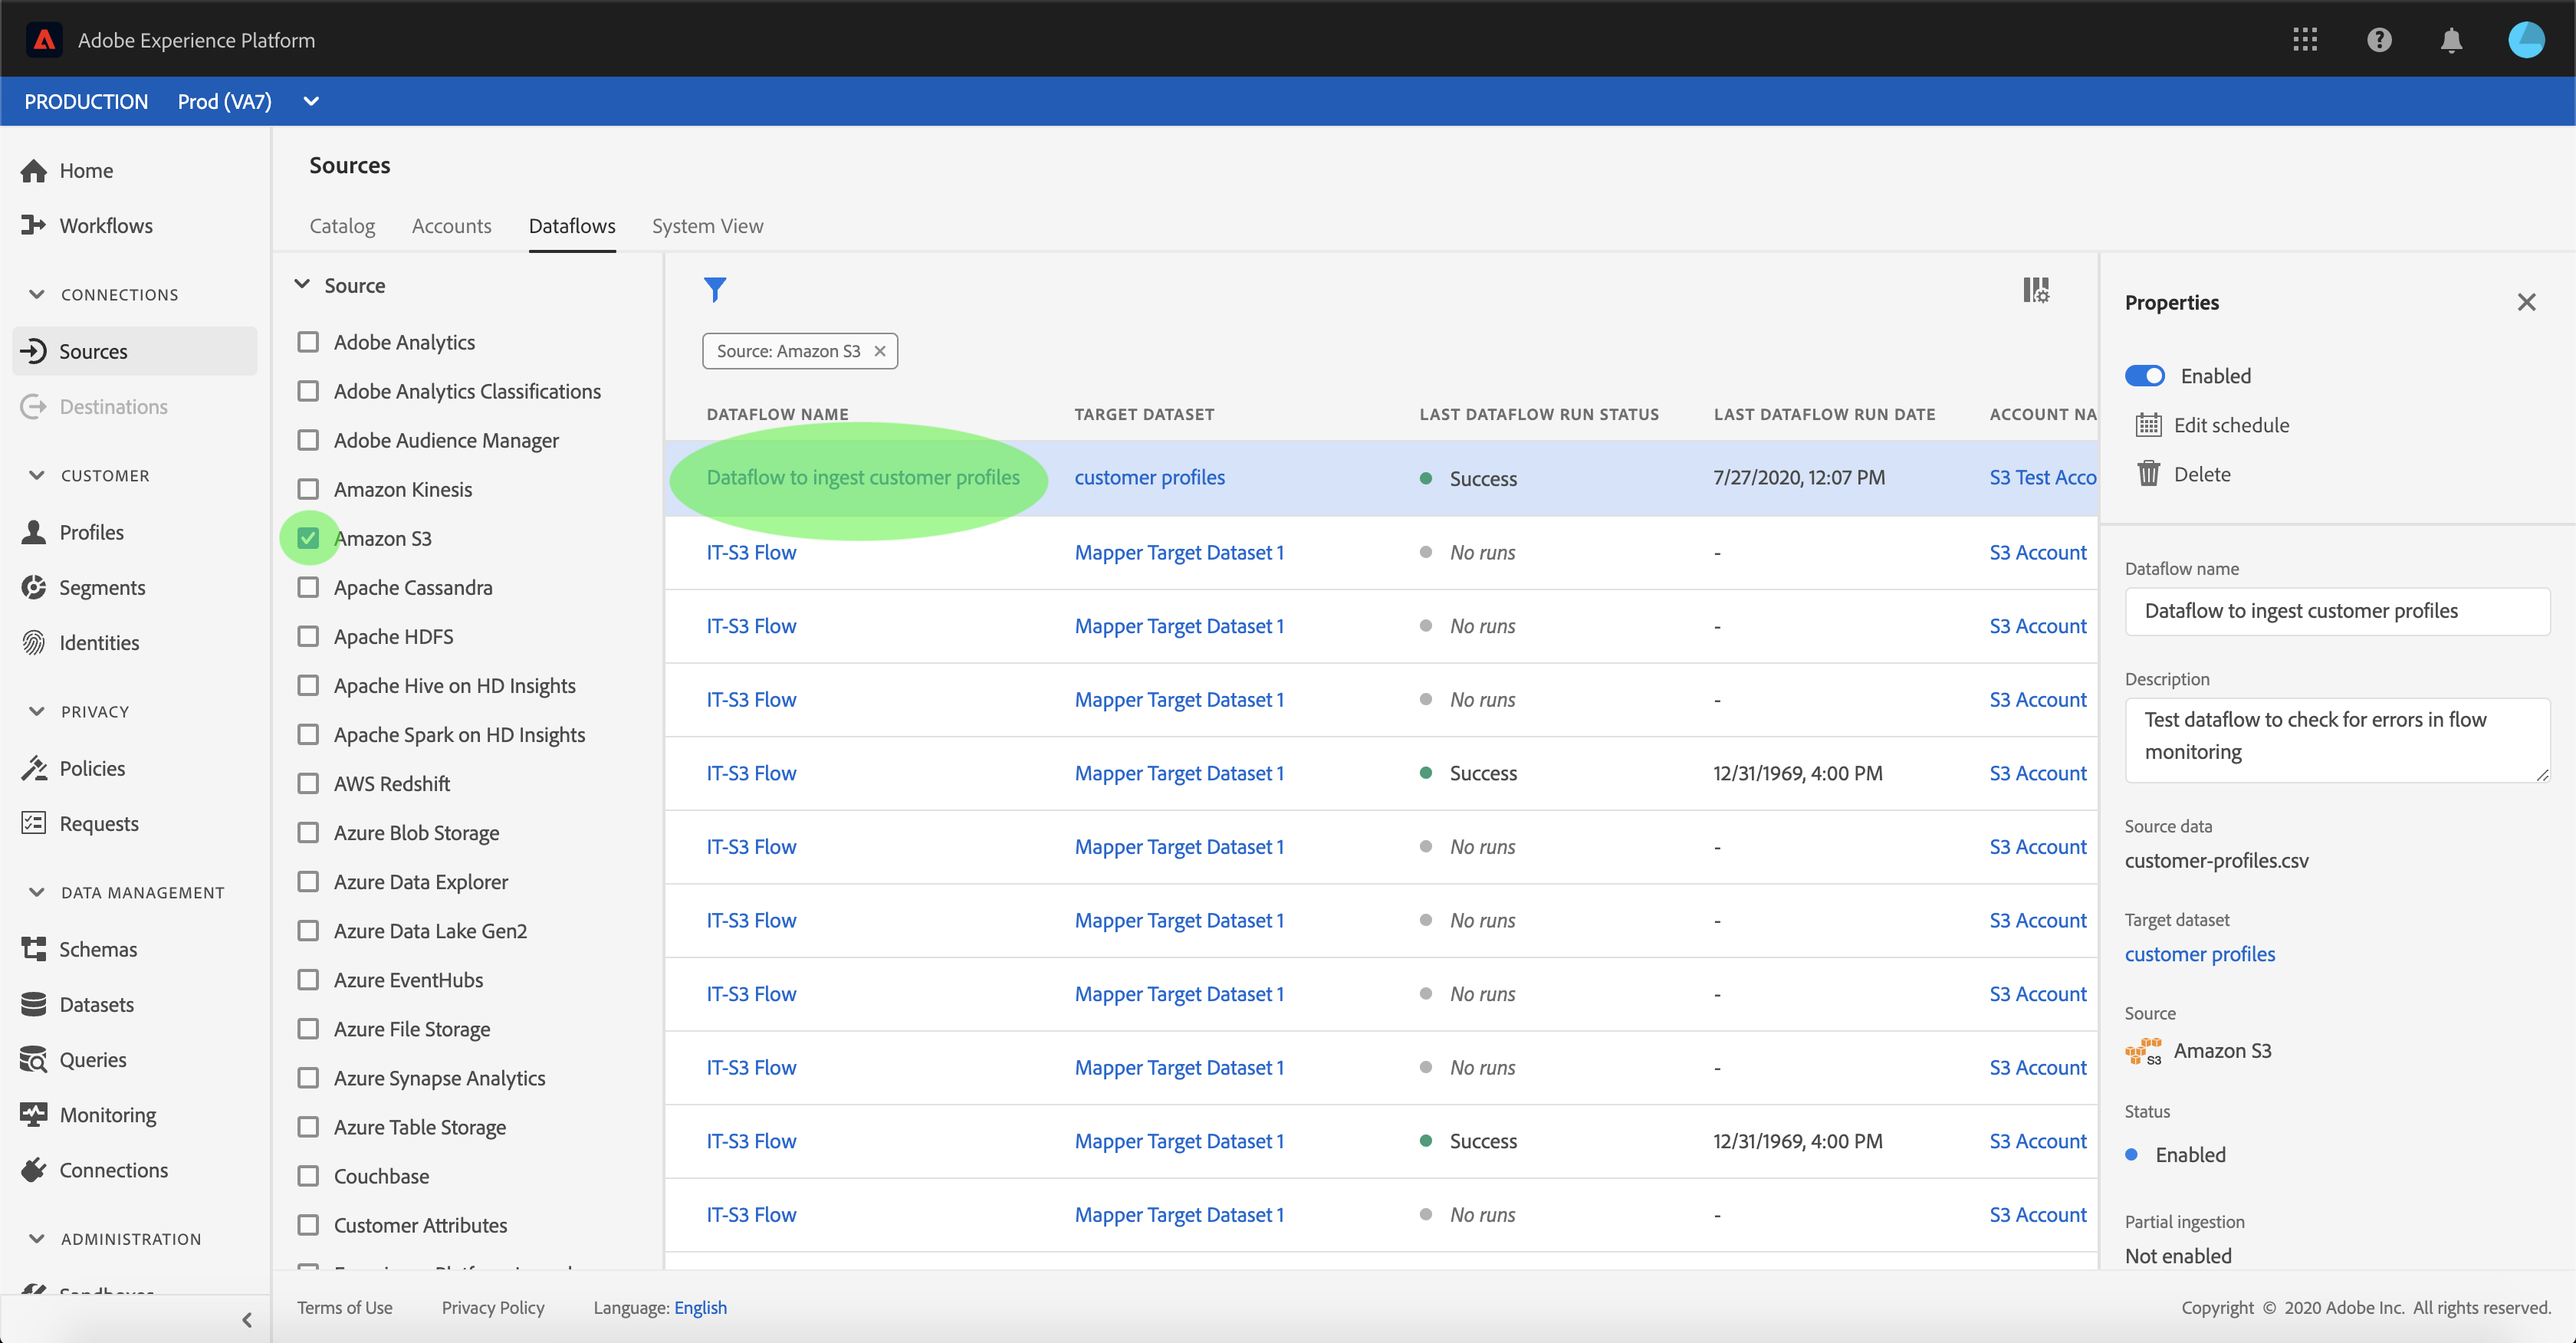 Adobe Experience Platform
PRODUCTION Prod (VA7)
Home
Workflows
CONNECTIONS
Sources
Destinations
CUSTOMER
Profiles
Segments
Identities
PRIVACY
Policies
Requests
DATA MANAGEMENT
Schemas
Datasets
Queries
Monitoring
Connections
ADMINISTRATION
Sources
Catalog Accounts Dataflows System View
Source
Adobe Analytics
Adobe Analytics Classifications
Adobe Audience Manager
Amazon Kinesis
Amazon S3
Apache Cassandra
Apache HDFS
Apache Hive on HD Insights
Apache Spark on HD Insights
AWS Redshift
Azure Blob Storage
Azure Data Explorer
Azure Data Lake Gen2
Azure EventHubs
Azure File Storage
Azure Synapse Analytics
Azure Table Storage
Couchbase
Customer Attributes
Source: Amazon S3
DATAFLOW NAME TARGET DATASET LAST DATAFLOW RUN STATUS LAST DATAFLOW RUN DATE ACCOUNT NA
Dataflow to ingest customer profiles customer profiles Success 7/27/2020, 12:07 PM S3 Test Acco
IT-S3 Flow Mapper Target Dataset 1 No runs - S3 Account
IT-S3 Flow Mapper Target Dataset 1 No runs - S3 Account
IT-S3 Flow Mapper Target Dataset 1 No runs - S3 Account
IT-S3 Flow Mapper Target Dataset 1 Success 12/31/1969, 4:00 PM S3 Account
IT-S3 Flow Mapper Target Dataset 1 No runs - S3 Account
IT-S3 Flow Mapper Target Dataset 1 No runs - S3 Account
IT-S3 Flow Mapper Target Dataset 1 No runs - S3 Account
IT-S3 Flow Mapper Target Dataset 1 No runs - S3 Account
IT-S3 Flow Mapper Target Dataset 1 Success 12/31/1969, 4:00 PM S3 Account
IT-S3 Flow Mapper Target Dataset 1 No runs - S3 Account
Properties
Enabled
Edit schedule
Delete
Dataflow name
Dataflow to ingest customer profiles
Description
Test dataflow to check for errors in flow
monitoring
Source data
customer-profiles.csv
Target dataset
customer profiles
Source
S3 Amazon S3
Status
Enabled
Partial ingestion
Not enabled
Terms of Use Privacy Policy Language: English Copyright © 2020 Adobe Inc. All rights reserved.